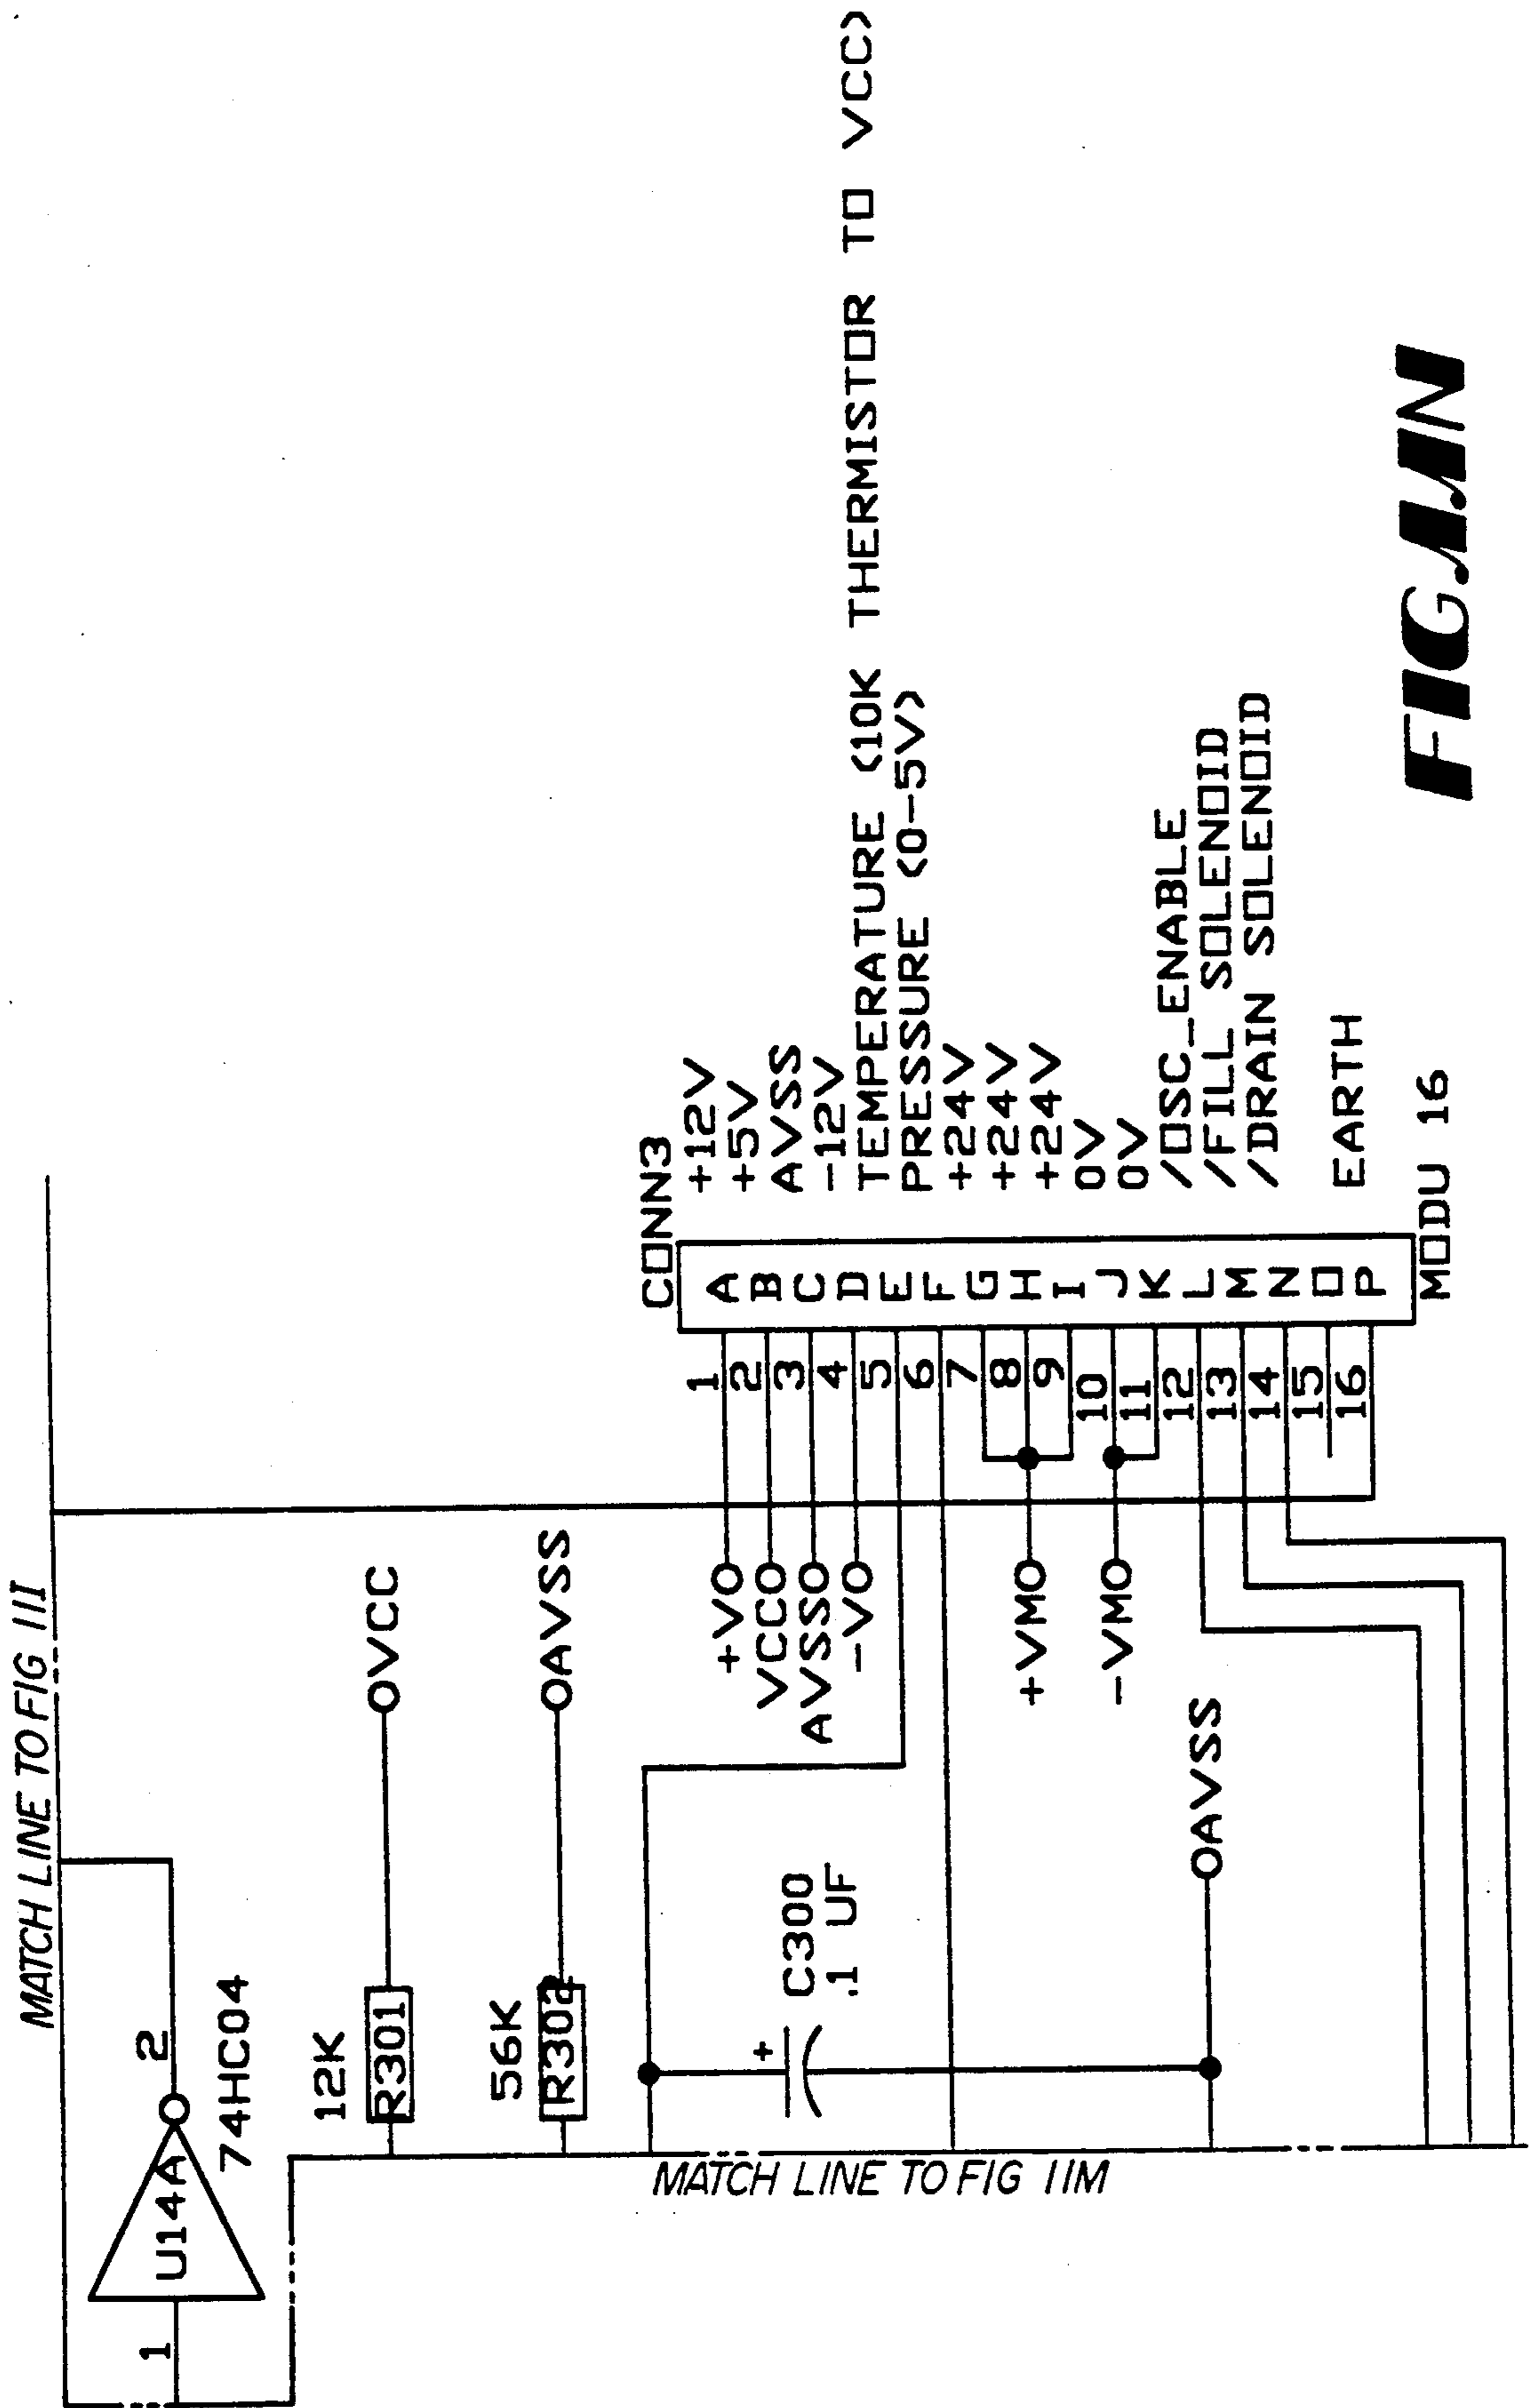 MATCH LINE TO FIG 11I
1
U14A
2
74HC04
12K
R301
OVCC
56K
R302
OAVSS
CONN3
+VO
1
A
+12V
VCCO
2
B
+5V
AVSSO
3
C
AVSS
-VO
4
D
-12V
5
E
TEMPERATURE (10K THERMISTOR TO VCC)
6
F
PRESSURE (0-5V)
7
G
+24V
+VMO
8
H
+24V
9
I
+24V
-VMO
10
J
0V
11
K
0V
12
L
/OSC_ENABLE
13
M
/FILL SOLENOID
14
N
/DRAIN SOLENOID
15
O
16
P
EARTH
MODU 16
C300
.1 UF
+
OAVSS
MATCH LINE TO FIG 11M
FIG.11N